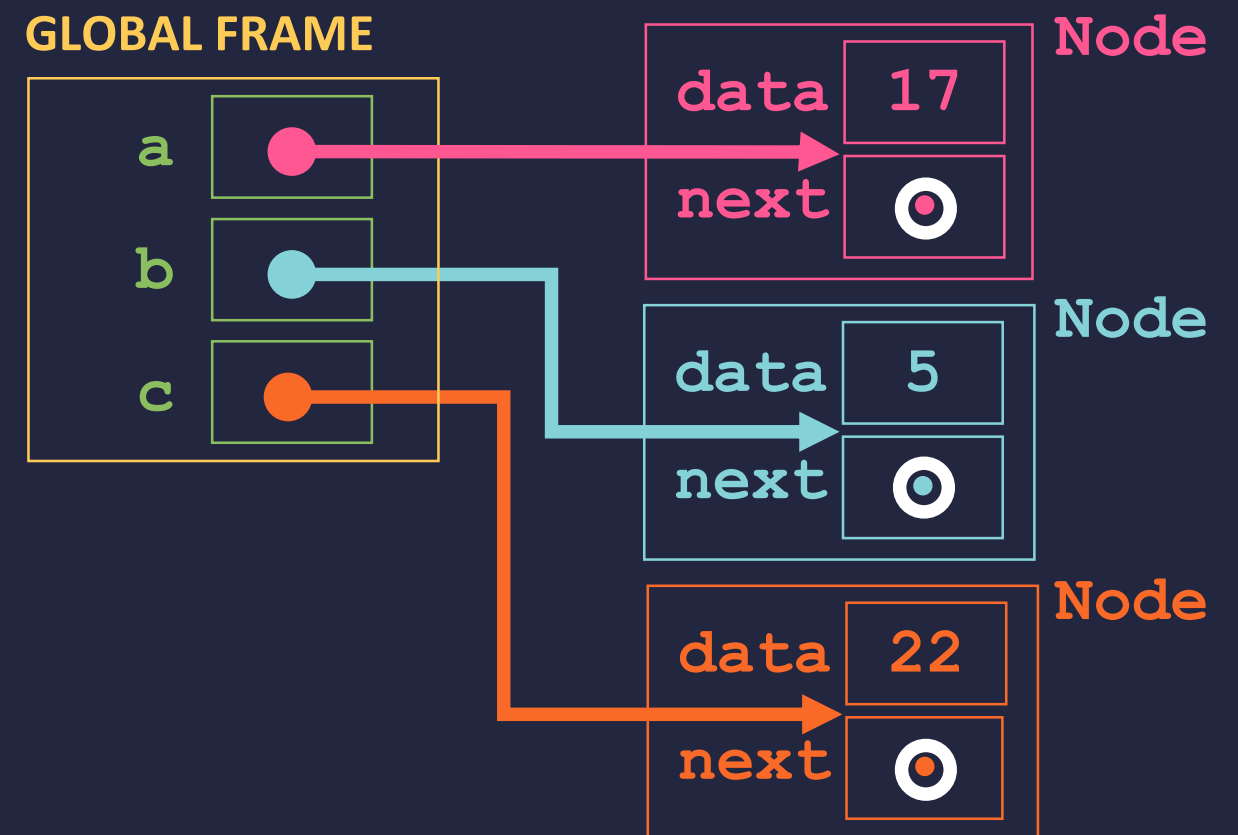 GLOBAL FRAME
a
b
c
Node
data 17
next
Node
data 5
next
Node
data 22
next